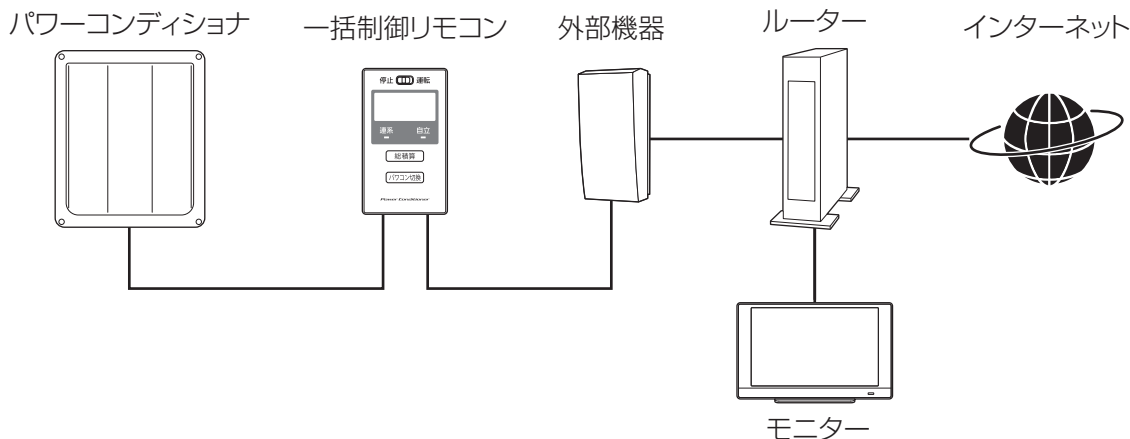 パワーコンディショナ
一括制御リモコン
外部機器
ルーター
インターネット
停止 運転
連系 自立
総積算
パワコン切換
Power Conditioner
モニター